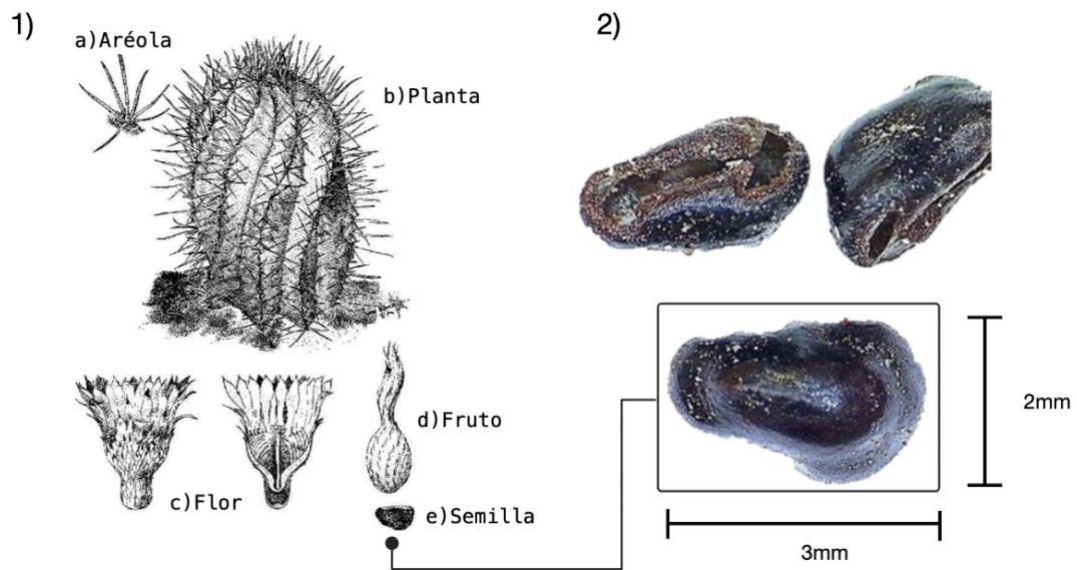 1)
a)Aréola
b)Planta
c)Flor
d)Fruto
e)Semilla
2)
2mm
3mm